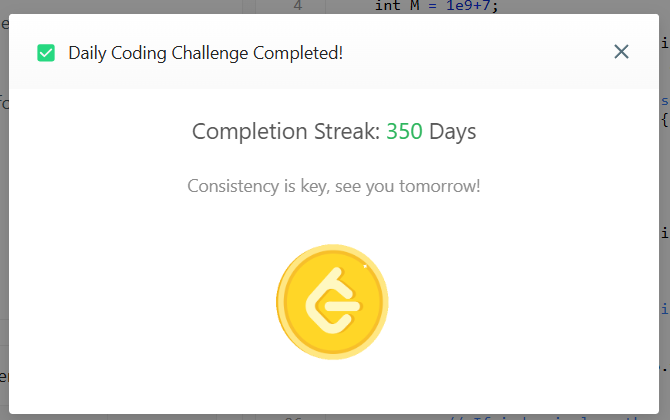 4 int M = 1e9+7;
Daily Coding Challenge Completed!
Completion Streak: 350 Days
Consistency is key, see you tomorrow!